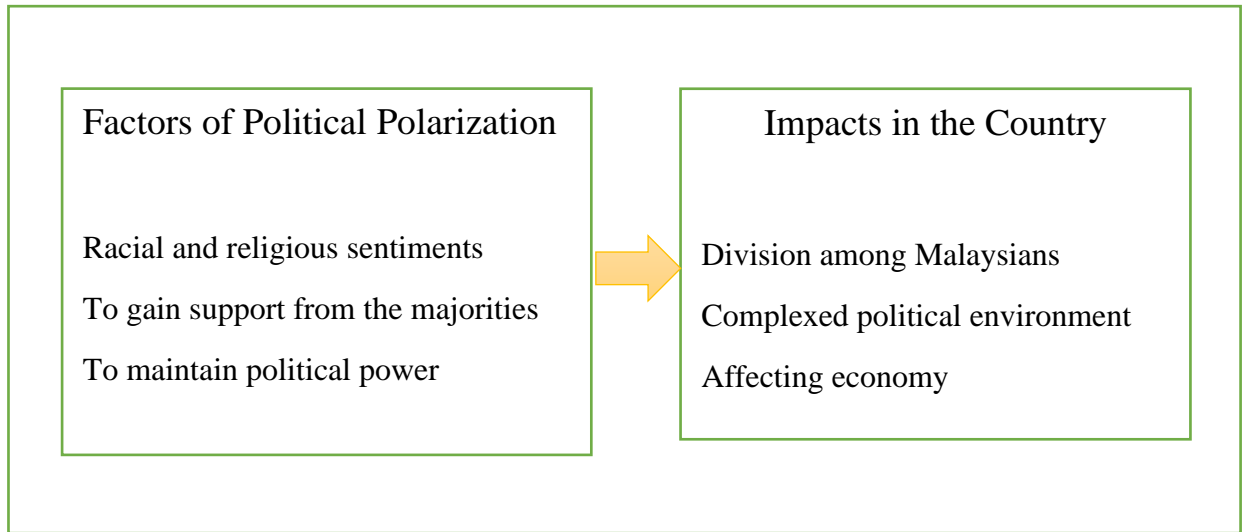 Factors of Political Polarization
Racial and religious sentiments
To gain support from the majorities
To maintain political power
Impacts in the Country
Division among Malaysians
Complexed political environment
Affecting economy